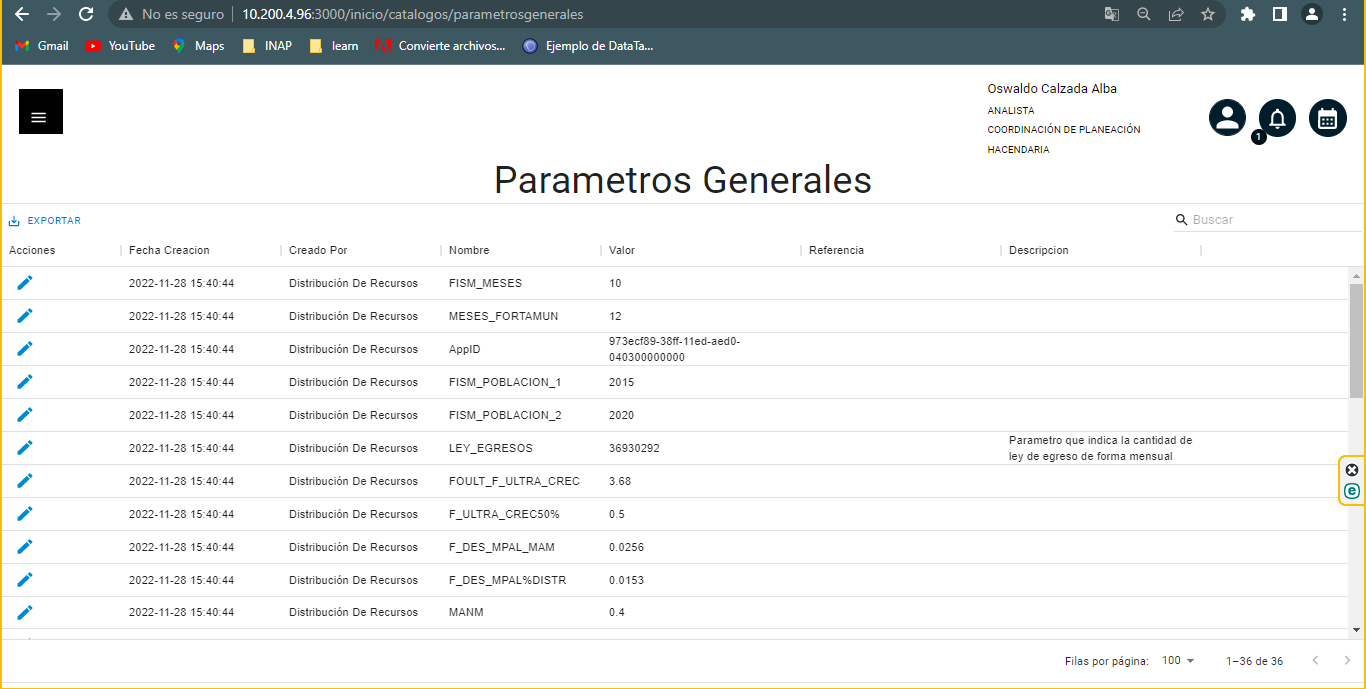 No es seguro 10.200.4.96:3000/inicio/catalogos/parametrosgenerales
Gmail YouTube Maps INAP learn Convierte archivos... Ejemplo de DataTa...
Oswaldo Calzada Alba
ANALISTA
COORDINACIÓN DE PLANEACIÓN
HACENDARIA
1
Parametros Generales
EXPORTAR Buscar
Acciones Fecha Creacion Creado Por Nombre Valor Referencia Descripcion
2022-11-28 15:40:44 Distribución De Recursos FISM_MESES 10
2022-11-28 15:40:44 Distribución De Recursos MESES_FORTAMUN 12
2022-11-28 15:40:44 Distribución De Recursos AppID 973ecf89-38ff-11ed-aed0-
040300000000
2022-11-28 15:40:44 Distribución De Recursos FISM_POBLACION_1 2015
2022-11-28 15:40:44 Distribución De Recursos FISM_POBLACION_2 2020
2022-11-28 15:40:44 Distribución De Recursos LEY_EGRESOS 36930292 Parametro que indica la cantidad de
ley de egreso de forma mensual
2022-11-28 15:40:44 Distribución De Recursos FOULT_F_ULTRA_CREC 3.68
2022-11-28 15:40:44 Distribución De Recursos F_ULTRA_CREC50% 0.5
2022-11-28 15:40:44 Distribución De Recursos F_DES_MPAL_MAM 0.0256
2022-11-28 15:40:44 Distribución De Recursos F_DES_MPAL%DISTR 0.0153
2022-11-28 15:40:44 Distribución De Recursos MANM 0.4
Filas por página: 100 1–36 de 36